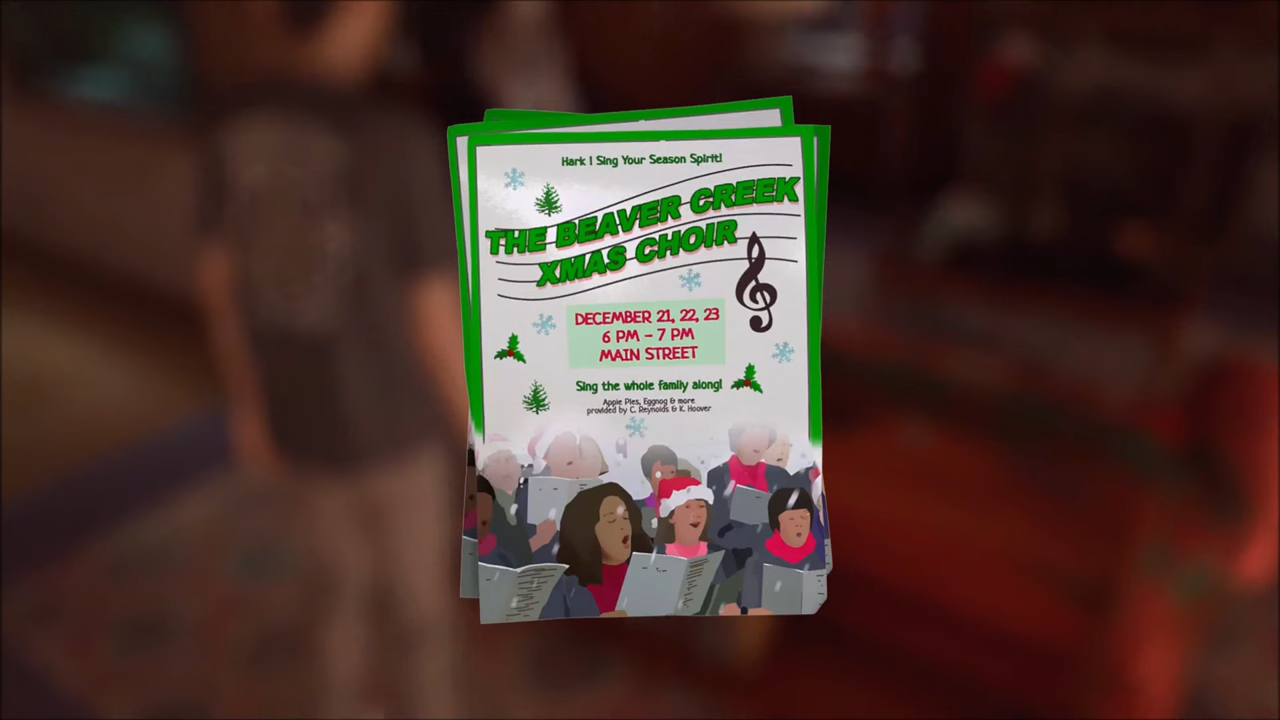 Hark I Sing Your Season Spirit!
THE BEAVER CREEK
XMAS CHOIR
DECEMBER 21, 22, 23
6 PM - 7 PM
MAIN STREET
Sing the whole family along!
Apple Pies, Eggnog & more
provided by C. Reynolds & K. Hoover